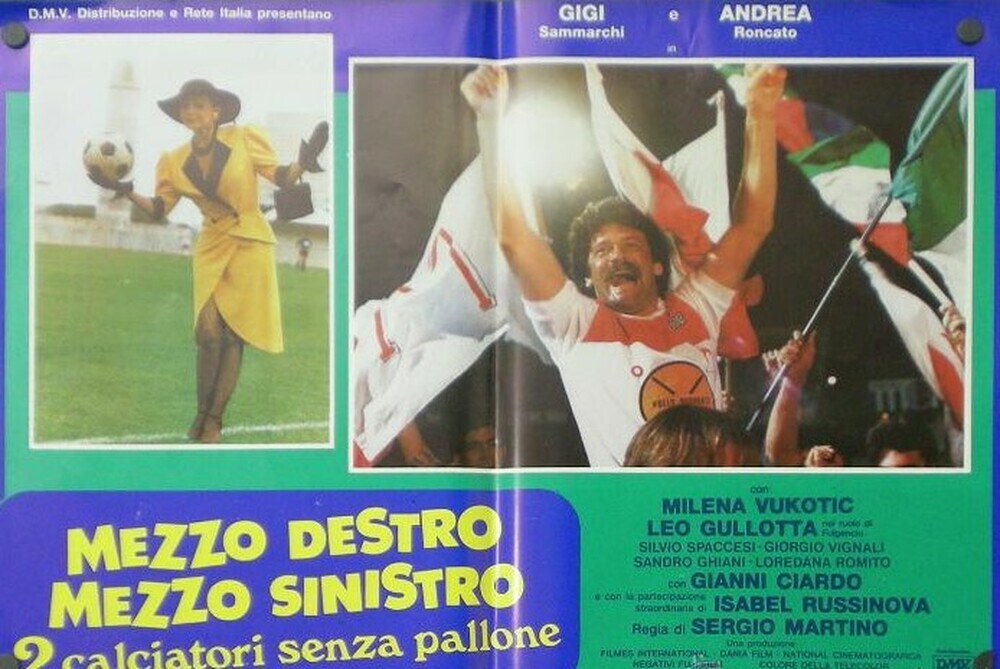 D.M.V. Distribuzione e Rete Italia presentano
GIGI e ANDREA
Sammarchi Roncato
in
MEZZO DESTRO
MEZZO SINISTRO
2 calciatori senza pallone
con
MILENA VUKOTIC
LEO GULLOTTA nel ruolo di Fulgenzio
SILVIO SPACCESI - GIORGIO VIGNALI
SANDRO GHIANI - LOREDANA ROMITO
con GIANNI CIARDO
e con la partecipazione
straordinaria di ISABEL RUSSINOVA
Regia di SERGIO MARTINO
Una produzione
FILMES INTERNATIONAL - DANIA FILM - NATIONAL CINEMATOGRAFICA
COLORE DELLA TELECOLOR